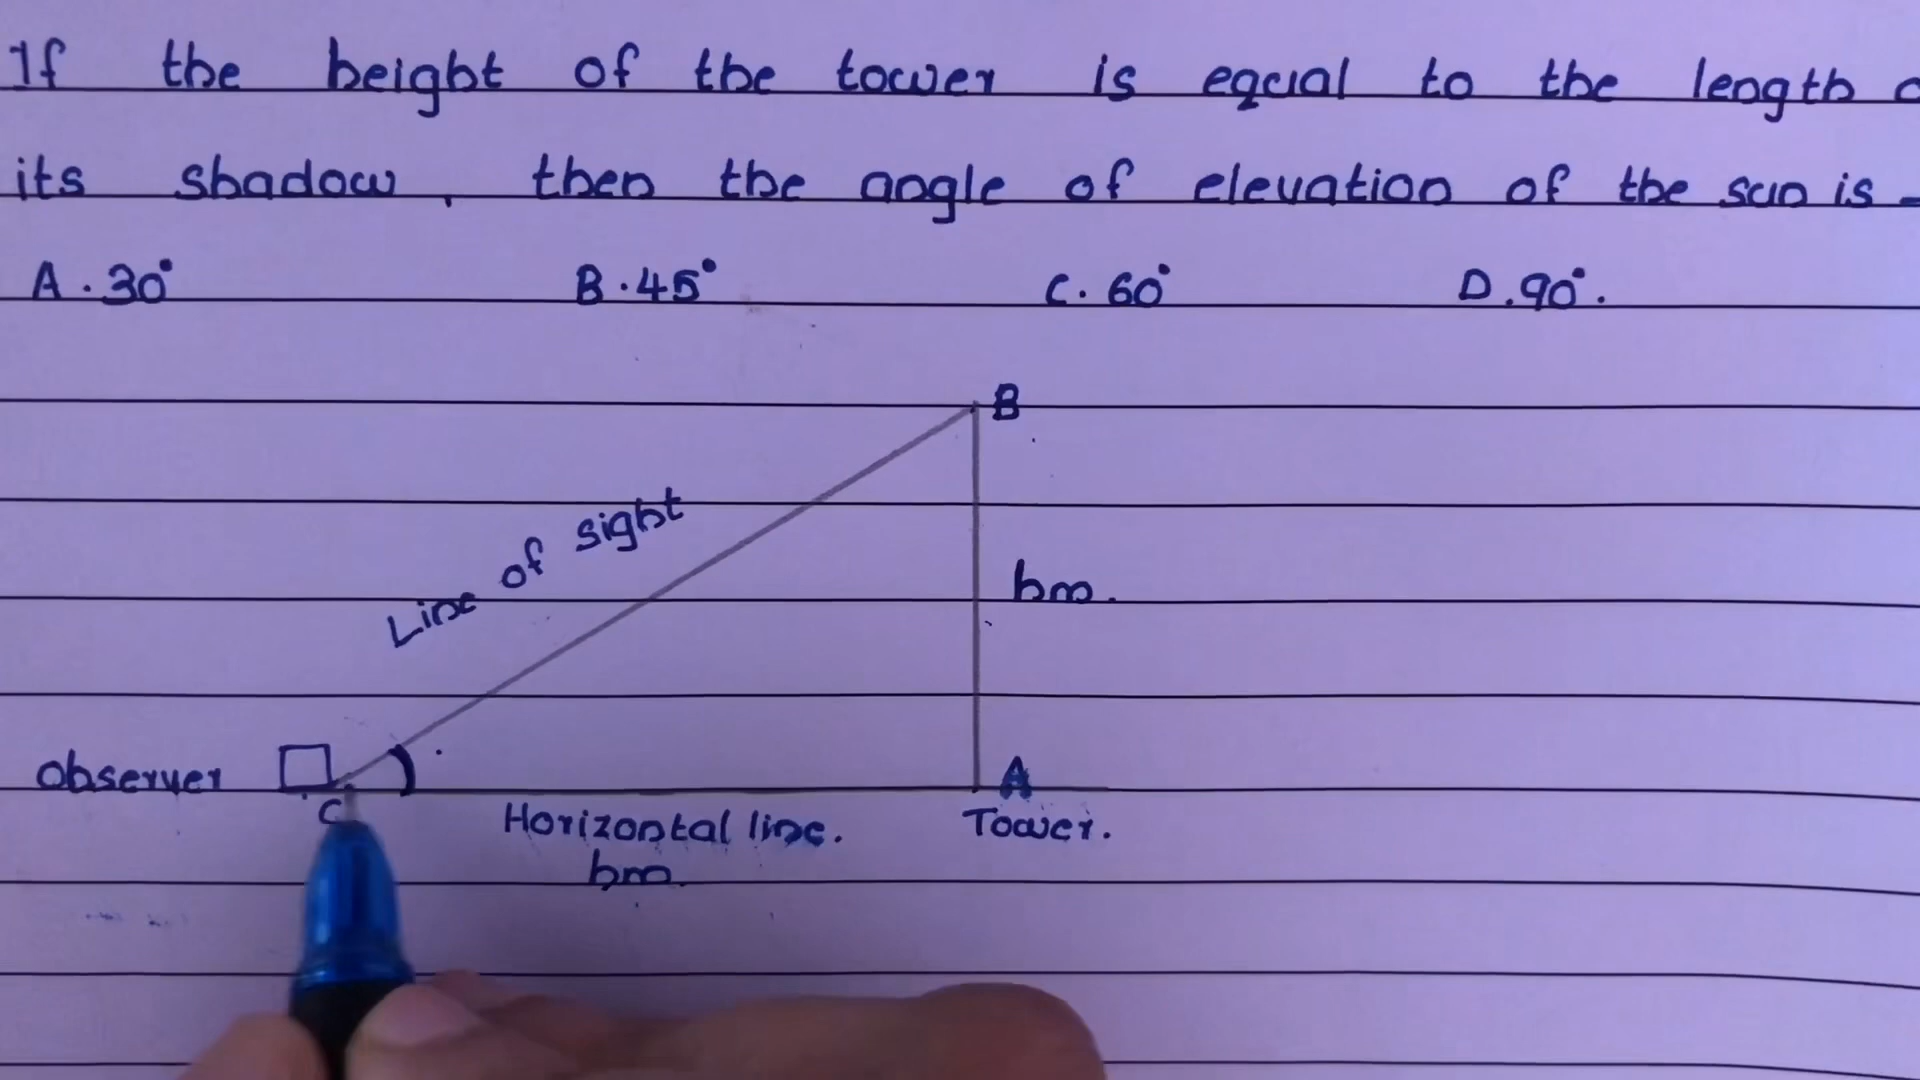 If the height of the tower is equal to the length
its shadow, then the angle of elevation of the sun is
A. 30° B. 45° C. 60° D. 90°.
B
Line of sight
hm.
Observer
A
C
Horizontal line. Tower.
hm.